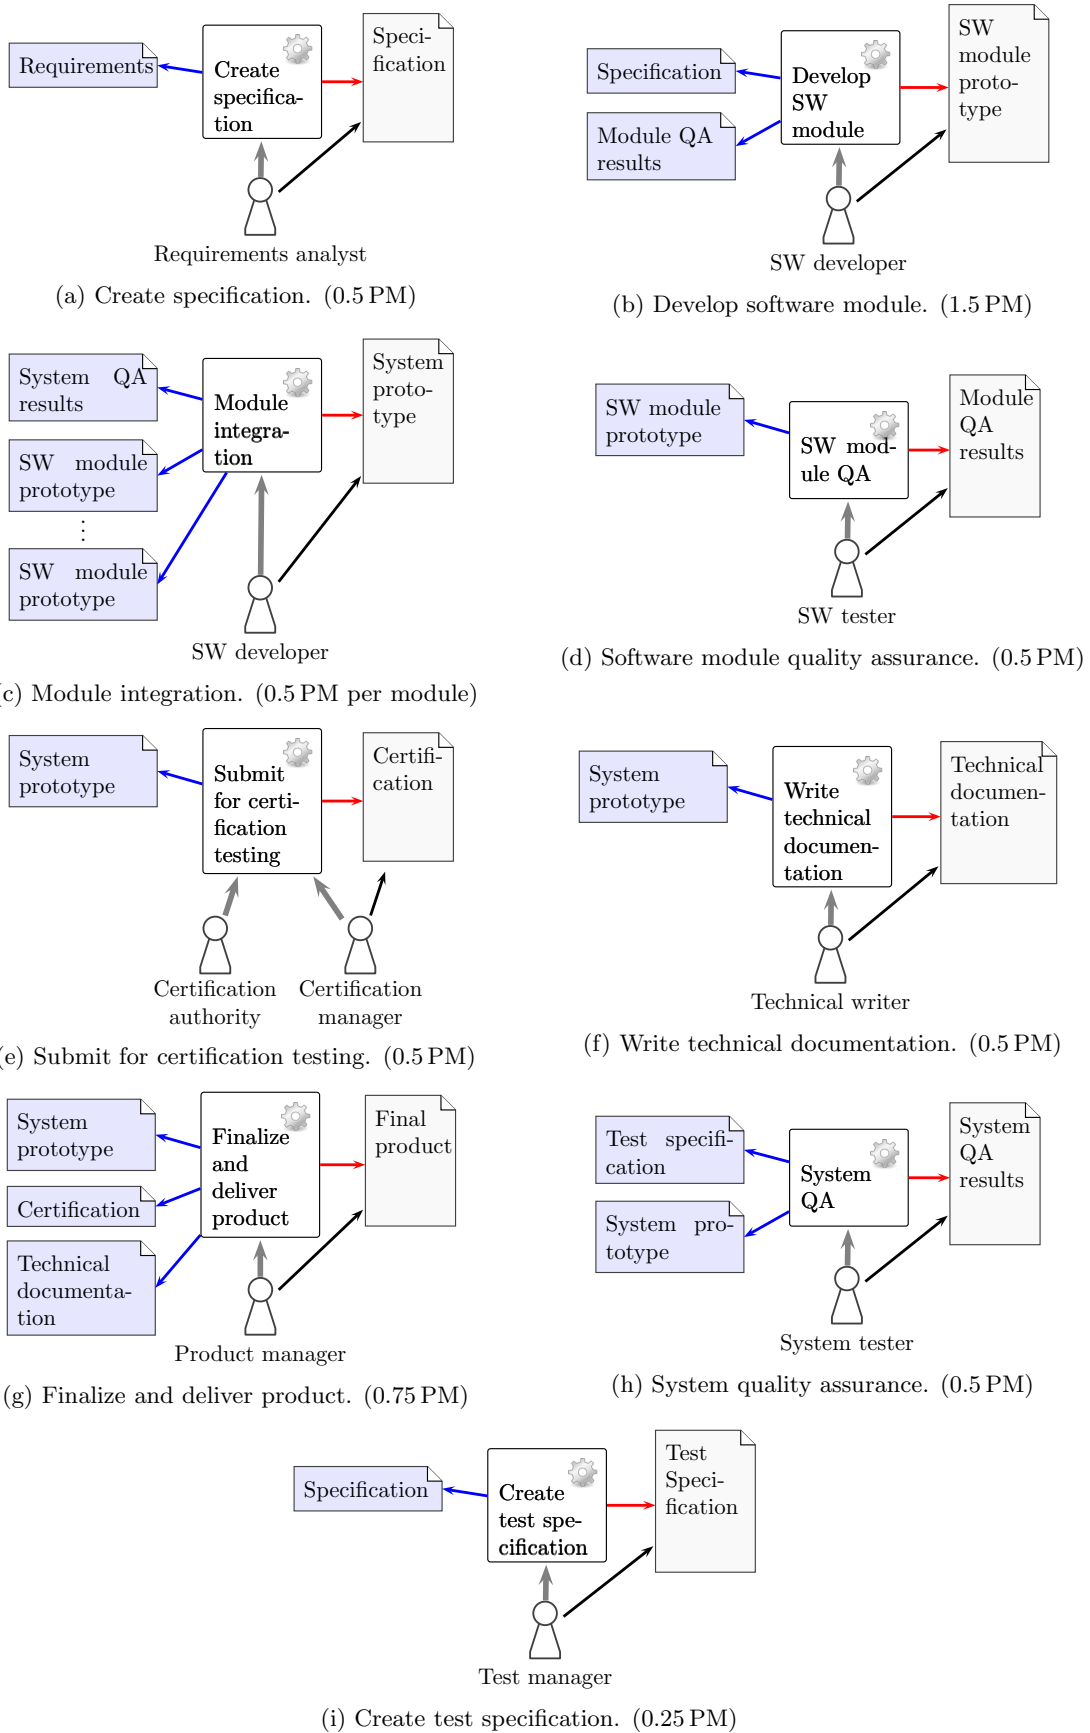 Requirements
Create
specifica-
tion
Speci-
fication
Requirements analyst
(a) Create specification. (0.5 PM)
Specification
Module QA
results
Develop
SW
module
SW
module
proto-
type
SW developer
(b) Develop software module. (1.5 PM)
System QA
results
SW module
prototype
⋮
SW module
prototype
Module
integra-
tion
System
proto-
type
SW developer
c) Module integration. (0.5 PM per module)
SW module
prototype
SW mod-
ule QA
Module
QA
results
SW tester
(d) Software module quality assurance. (0.5 PM)
System
prototype
Submit
for certi-
fication
testing
Certifi-
cation
Certification
authority
Certification
manager
(e) Submit for certification testing. (0.5 PM)
System
prototype
Write
technical
documen-
tation
Technical
documen-
tation
Technical writer
(f) Write technical documentation. (0.5 PM)
System
prototype
Certification
Technical
documenta-
tion
Finalize
and
deliver
product
Final
product
Product manager
(g) Finalize and deliver product. (0.75 PM)
Test specifi-
cation
System pro-
totype
System
QA
System
QA
results
System tester
(h) System quality assurance. (0.5 PM)
Specification
Create
test spe-
cification
Test
Speci-
fication
Test manager
(i) Create test specification. (0.25 PM)